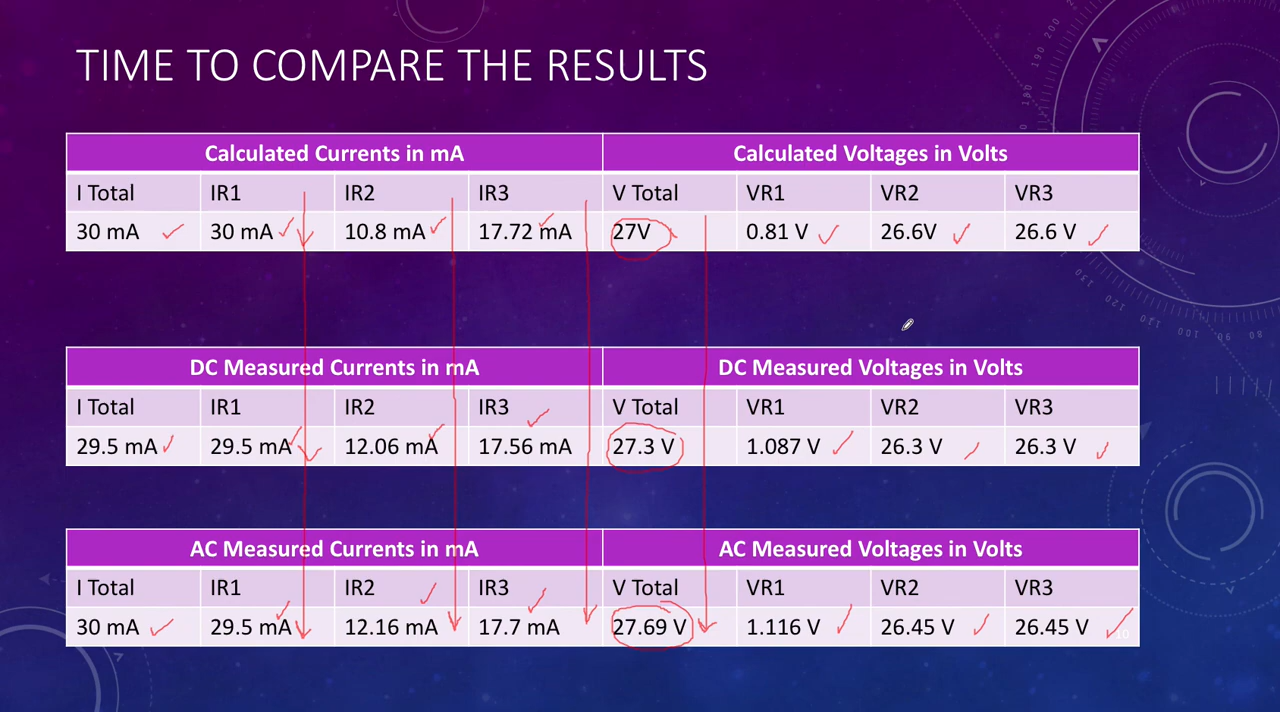 TIME TO COMPARE THE RESULTS
Calculated Currents in mA Calculated Voltages in Volts
I Total IR1 IR2 IR3 V Total VR1 VR2 VR3
30 mA 30 mA 10.8 mA 17.72 mA 27V 0.81 V 26.6V 26.6 V
DC Measured Currents in mA DC Measured Voltages in Volts
I Total IR1 IR2 IR3 V Total VR1 VR2 VR3
29.5 mA 29.5 mA 12.06 mA 17.56 mA 27.3 V 1.087 V 26.3 V 26.3 V
AC Measured Currents in mA AC Measured Voltages in Volts
I Total IR1 IR2 IR3 V Total VR1 VR2 VR3
30 mA 29.5 mA 12.16 mA 17.7 mA 27.69 V 1.116 V 26.45 V 26.45 V